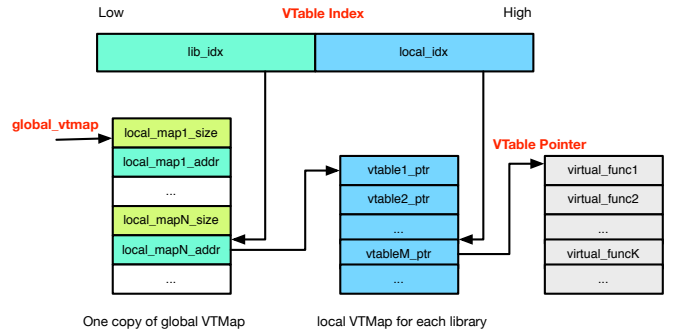 Low VTable Index High
lib_idx local_idx
global_vtmap
local_map1_size
local_map1_addr
...
local_mapN_size
local_mapN_addr
...
vtable1_ptr
vtable2_ptr
...
vtableM_ptr
...
VTable Pointer
virtual_func1
virtual_func2
...
virtual_funcK
...
One copy of global VTMap local VTMap for each library